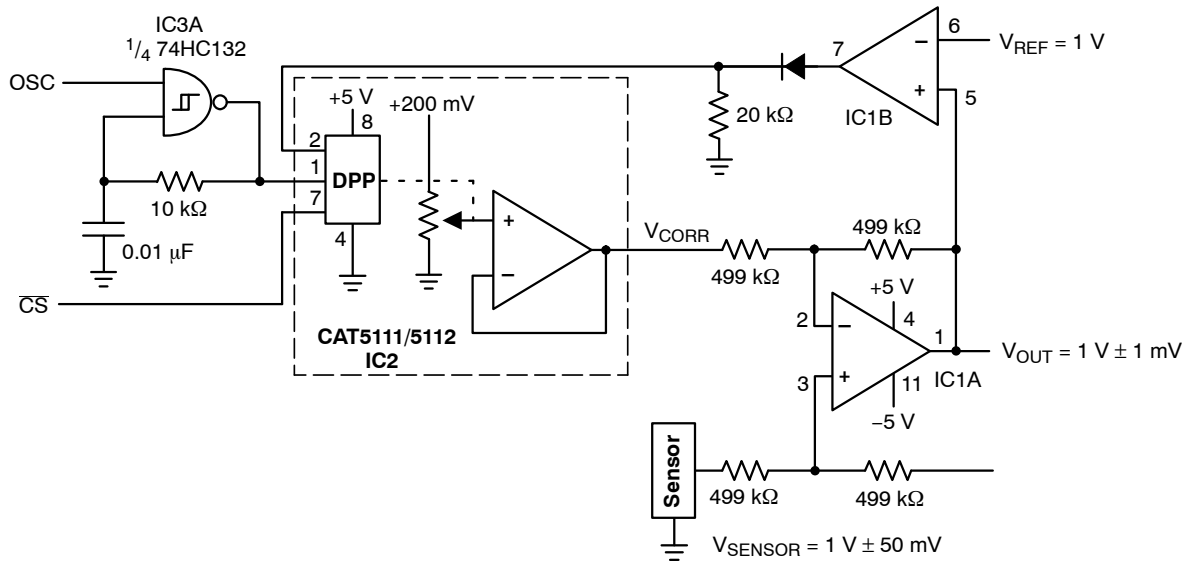 IC3A
1/4 74HC132
OSC
10 kΩ
0.01 μF
CS
+5 V
8
+200 mV
2
1
7
DPP
4
+
−
CAT5111/5112
IC2
VCORR
7
20 kΩ
IC1B
−
+
6
5
VREF = 1 V
499 kΩ
499 kΩ
+5 V
4
2
−
3
+
1
11
−5 V
IC1A
VOUT = 1 V ± 1 mV
Sensor
499 kΩ
499 kΩ
VSENSOR = 1 V ± 50 mV